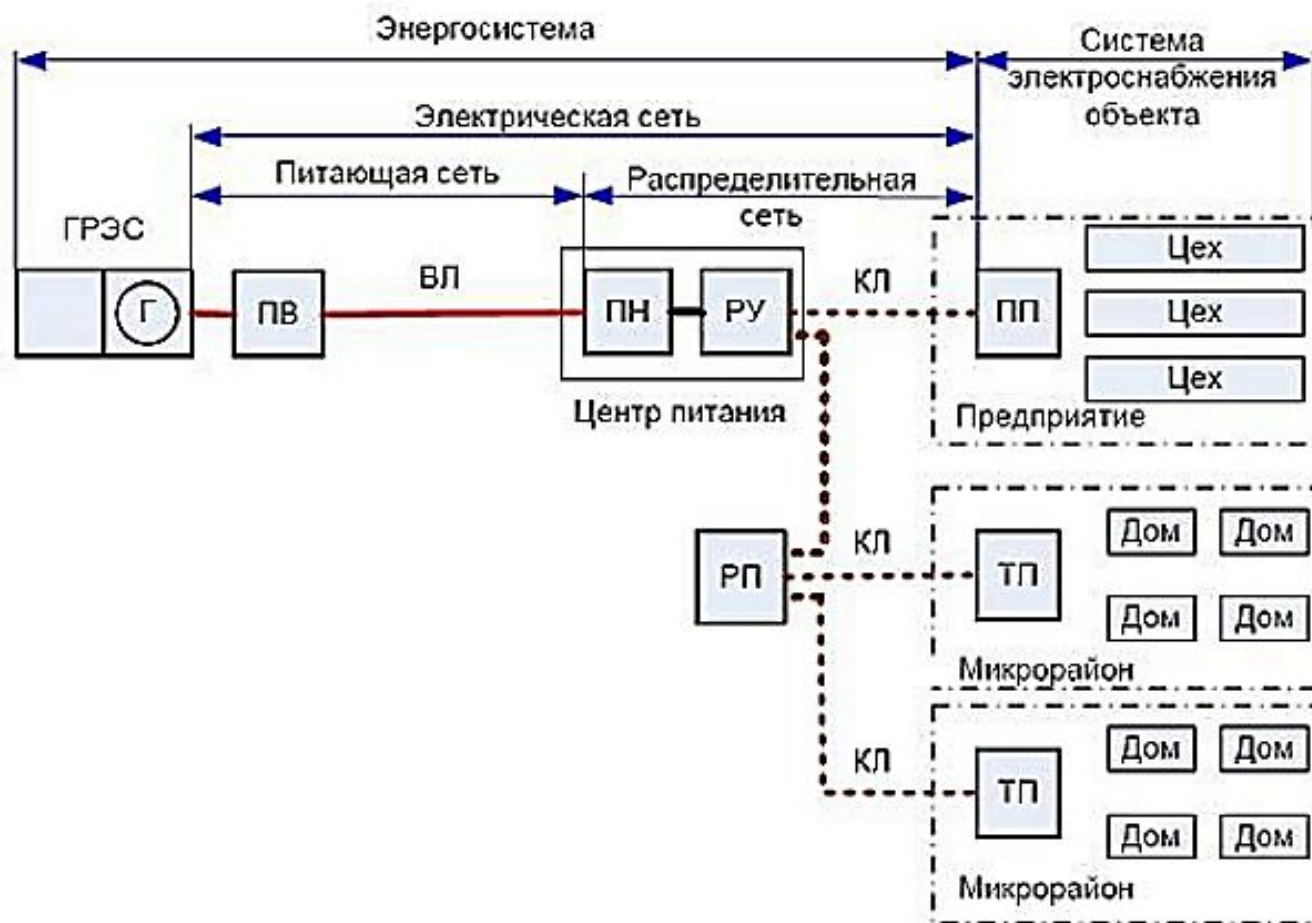 Энергосистема
Система
электроснабжения
объекта
Электрическая сеть
Питающая сеть
Распределительная
сеть
ГРЭС
Г
ПВ
ВЛ
ПН
РУ
КЛ
ПП
Цех
Цех
Цех
Центр питания
Предприятие
РП
КЛ
ТП
Дом
Дом
Дом
Дом
Микрорайон
КЛ
ТП
Дом
Дом
Дом
Дом
Микрорайон